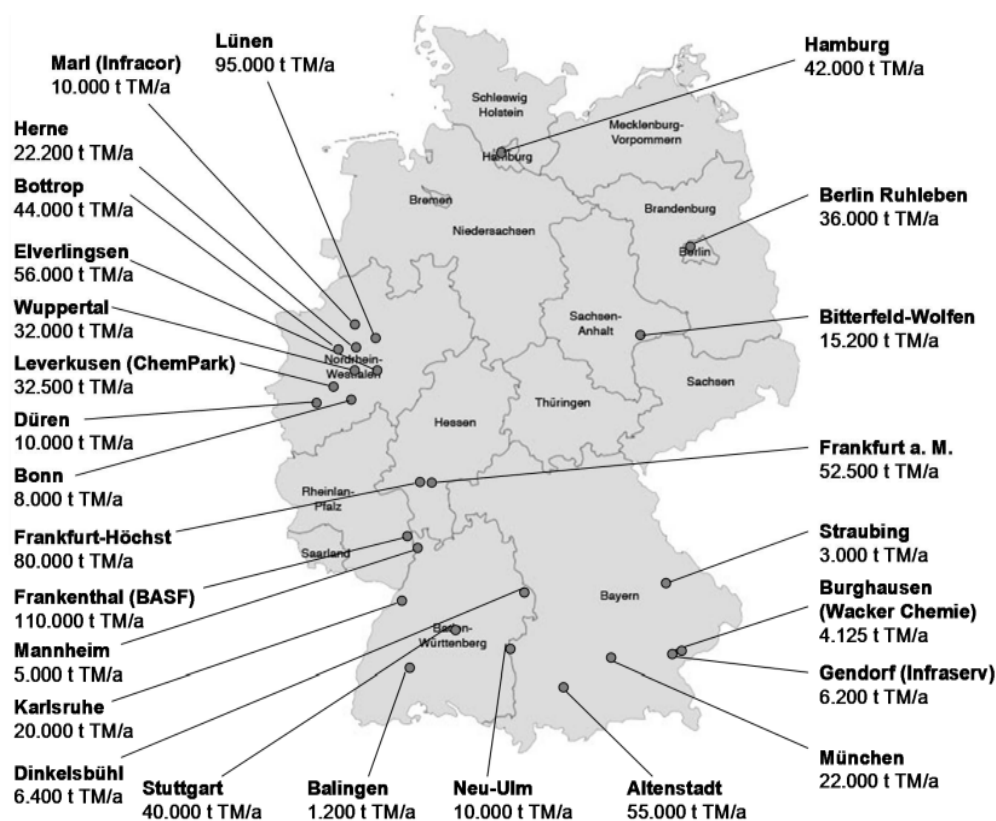 Lünen
95.000 t TM/a
Marl (Infracor)
10.000 t TM/a
Herne
22.200 t TM/a
Bottrop
44.000 t TM/a
Elverlingsen
56.000 t TM/a
Wuppertal
32.000 t TM/a
Leverkusen (ChemPark)
32.500 t TM/a
Düren
10.000 t TM/a
Bonn
8.000 t TM/a
Frankfurt-Höchst
80.000 t TM/a
Frankenthal (BASF)
110.000 t TM/a
Mannheim
5.000 t TM/a
Karlsruhe
20.000 t TM/a
Dinkelsbühl
6.400 t TM/a
Stuttgart
40.000 t TM/a
Balingen
1.200 t TM/a
Neu-Ulm
10.000 t TM/a
Altenstadt
55.000 t TM/a
Hamburg
42.000 t TM/a
Berlin Ruhleben
36.000 t TM/a
Bitterfeld-Wolfen
15.200 t TM/a
Frankfurt a. M.
52.500 t TM/a
Straubing
3.000 t TM/a
Burghausen
(Wacker Chemie)
4.125 t TM/a
Gendorf (Infraserv)
6.200 t TM/a
München
22.000 t TM/a
Schleswig
Holstein
Mecklenburg-
Vorpommern
Hamburg
Bremen
Niedersachsen
Brandenburg
Berlin
Sachsen-
Anhalt
Nordrhein-
Westfalen
Sachsen
Thüringen
Hessen
Rheinlan-
Pfalz
Saarland
Bayern
Baden-
Württenberg